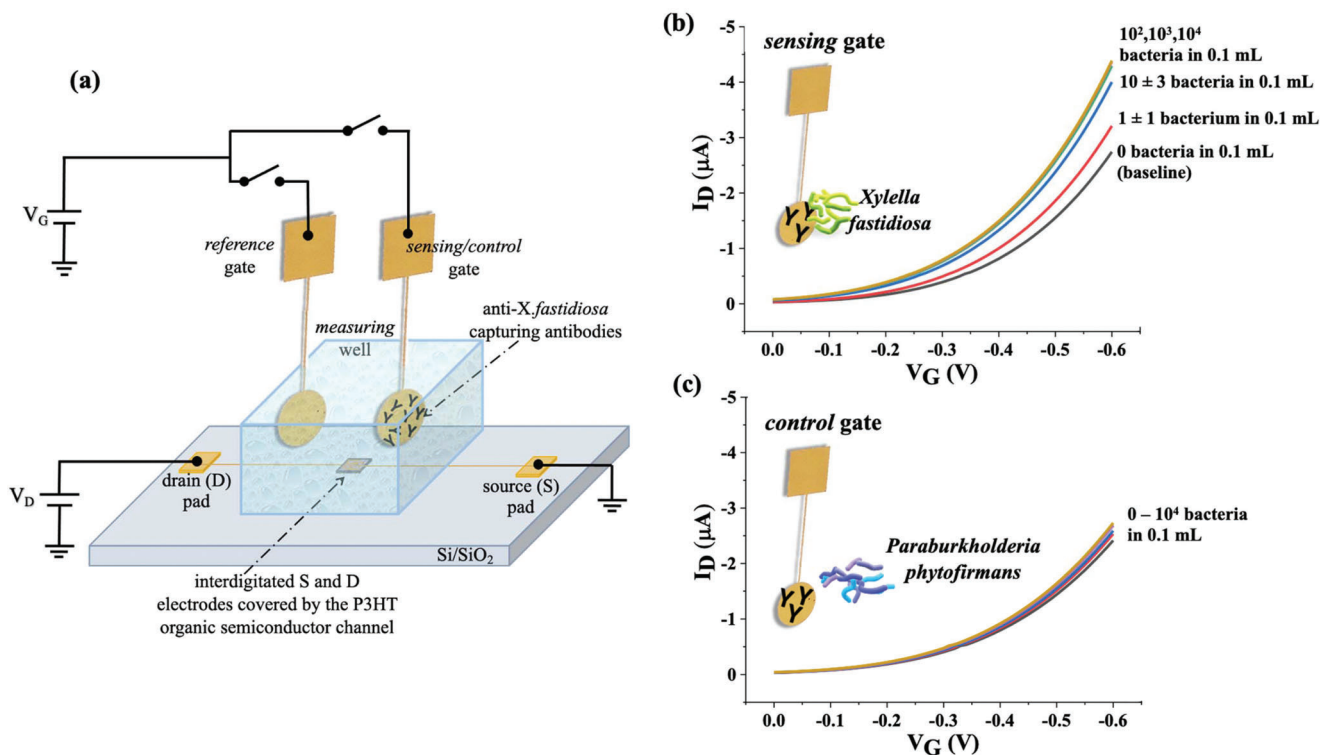 (a)
V_G
reference
gate
sensing/control
gate
measuring
well
anti-X.fastidiosa
capturing antibodies
V_D
drain (D)
pad
source (S)
pad
Si/SiO₂
interdigitated S and D
electrodes covered by the P3HT
organic semiconductor channel
(b)
-5
-4
-3
-2
-1
0
I_D (μA)
sensing gate
Xylella
fastidiosa
10²,10³,10⁴
bacteria in 0.1 mL
10 ± 3 bacteria in 0.1 mL
1 ± 1 bacterium in 0.1 mL
0 bacteria in 0.1 mL
(baseline)
0.0 -0.1 -0.2 -0.3 -0.4 -0.5 -0.6
V_G (V)
(c)
-5
-4
-3
-2
-1
0
I_D (μA)
control gate
Paraburkholderia
phytofirmans
0 – 10⁴ bacteria
in 0.1 mL
0.0 -0.1 -0.2 -0.3 -0.4 -0.5 -0.6
V_G (V)